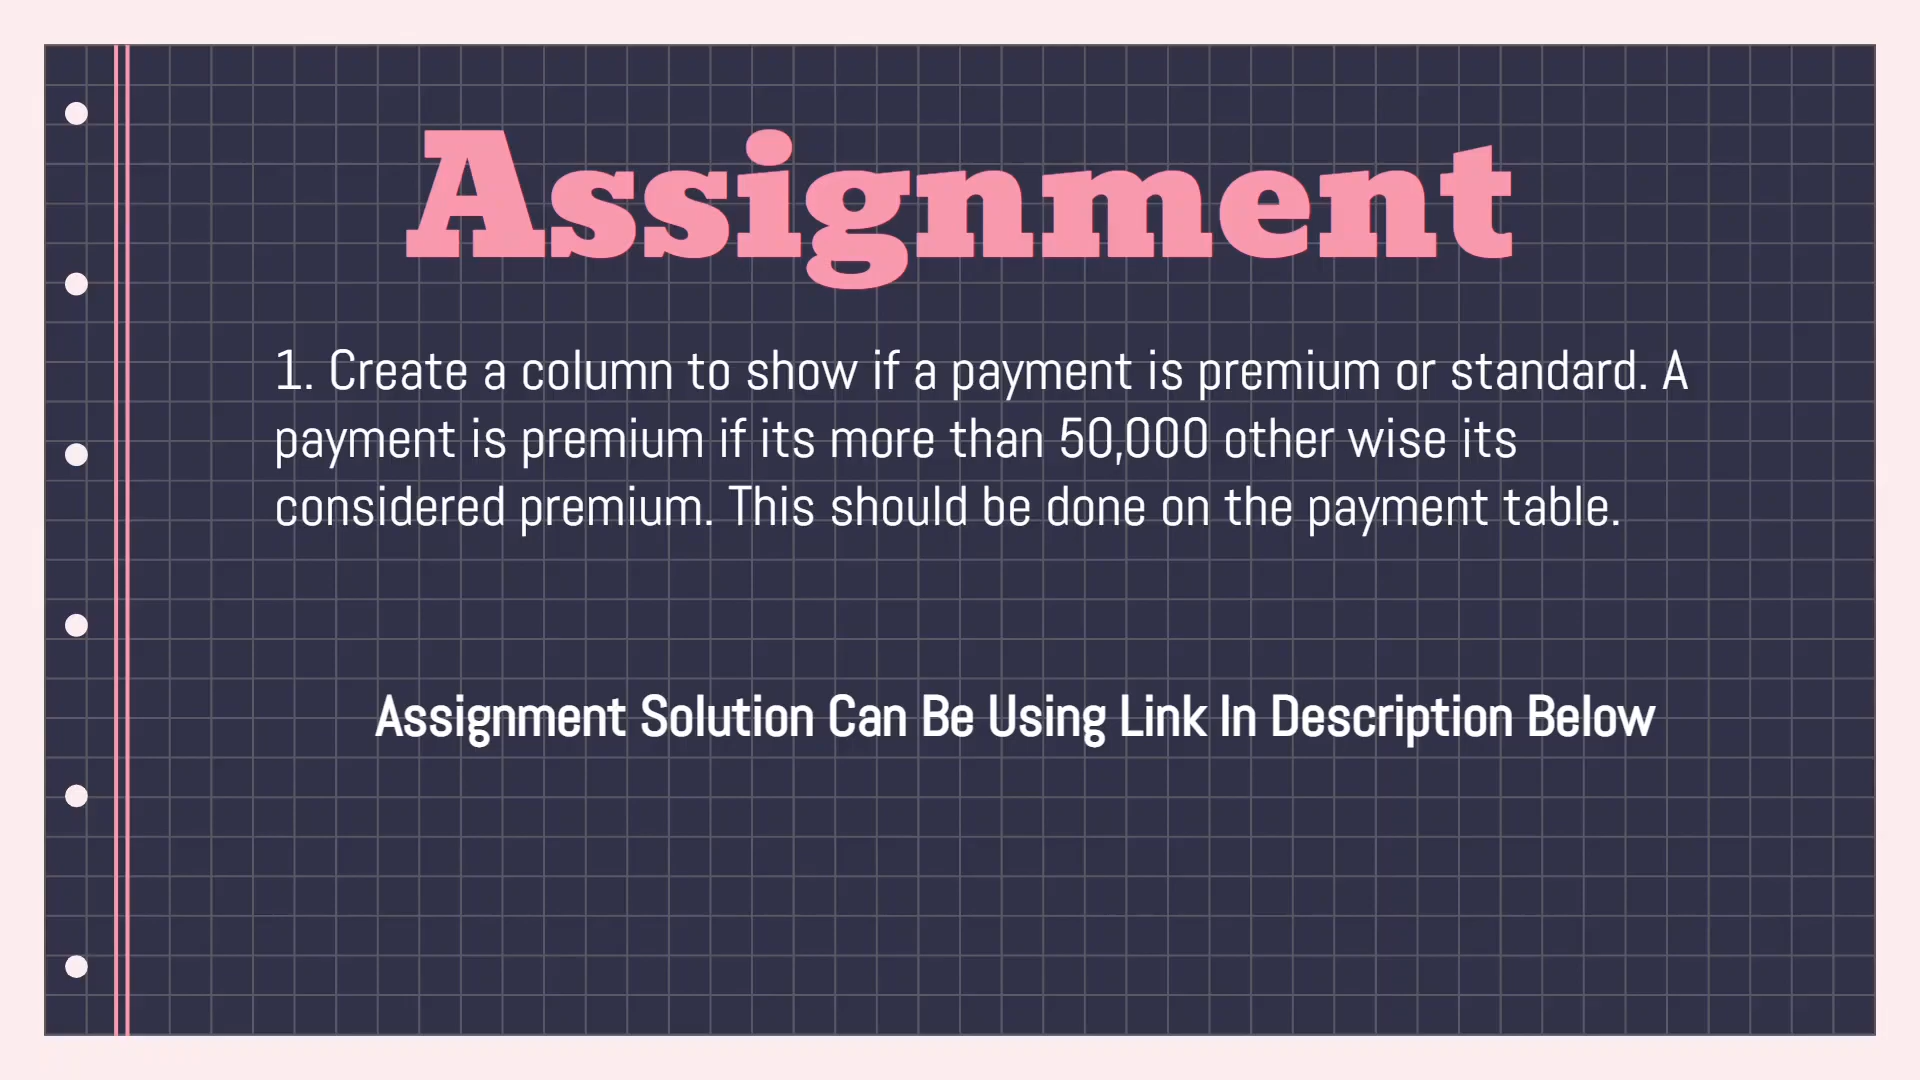 Assignment
1. Create a column to show if a payment is premium or standard. A
payment is premium if its more than 50,000 other wise its
considered premium. This should be done on the payment table.
Assignment Solution Can Be Using Link In Description Below